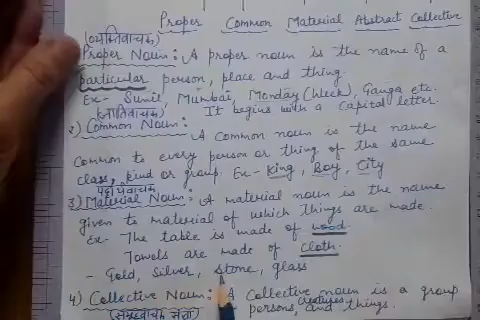 Proper Common Material Abstract Collective
(व्यक्तिवाचक)
Proper Noun: A proper noun is the name of a
particular person, place and thing.
Ex- Sunil, Mumbai, Monday (Week), Ganga etc.
(जातिवाचक) It begins with a Capital letter.
2) Common Noun:
A common noun is the name
Common to every person or thing of the same
class, kind or group. Ex- King, Boy, City
3) Material Noun: A material noun is the name
given to material of which things are made.
Ex- The table is made of wood.
Towels are made of cloth.
- Gold, Silver, Stone, glass
4) Collective Noun: A Collective noun is a group
creatures
persons, and things.